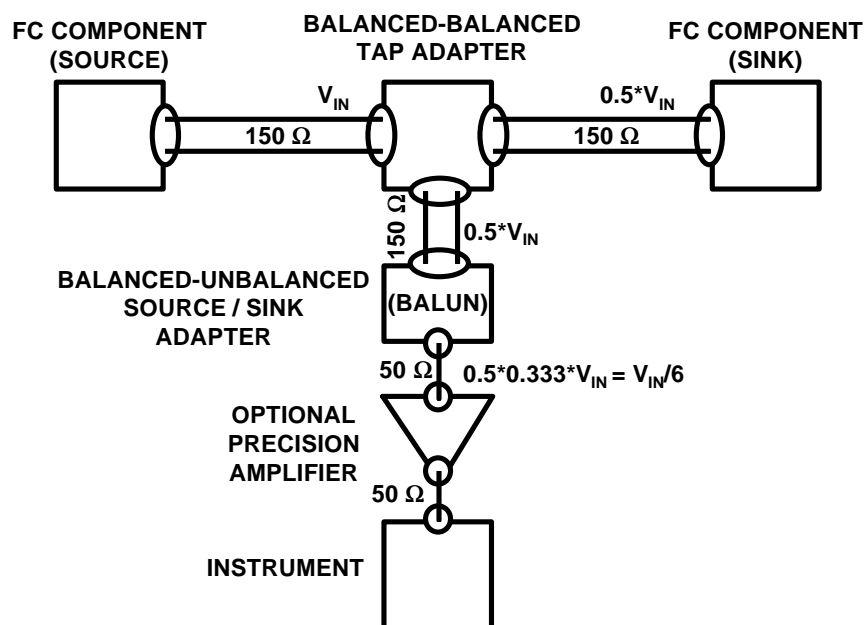 FC COMPONENT
(SOURCE)
BALANCED-BALANCED
TAP ADAPTER
FC COMPONENT
(SINK)
V_IN
0.5*V_IN
150 Ω
150 Ω
150 Ω
0.5*V_IN
BALANCED-UNBALANCED
SOURCE / SINK
ADAPTER
(BALUN)
50 Ω
0.5*0.333*V_IN = V_IN/6
OPTIONAL
PRECISION
AMPLIFIER
50 Ω
INSTRUMENT